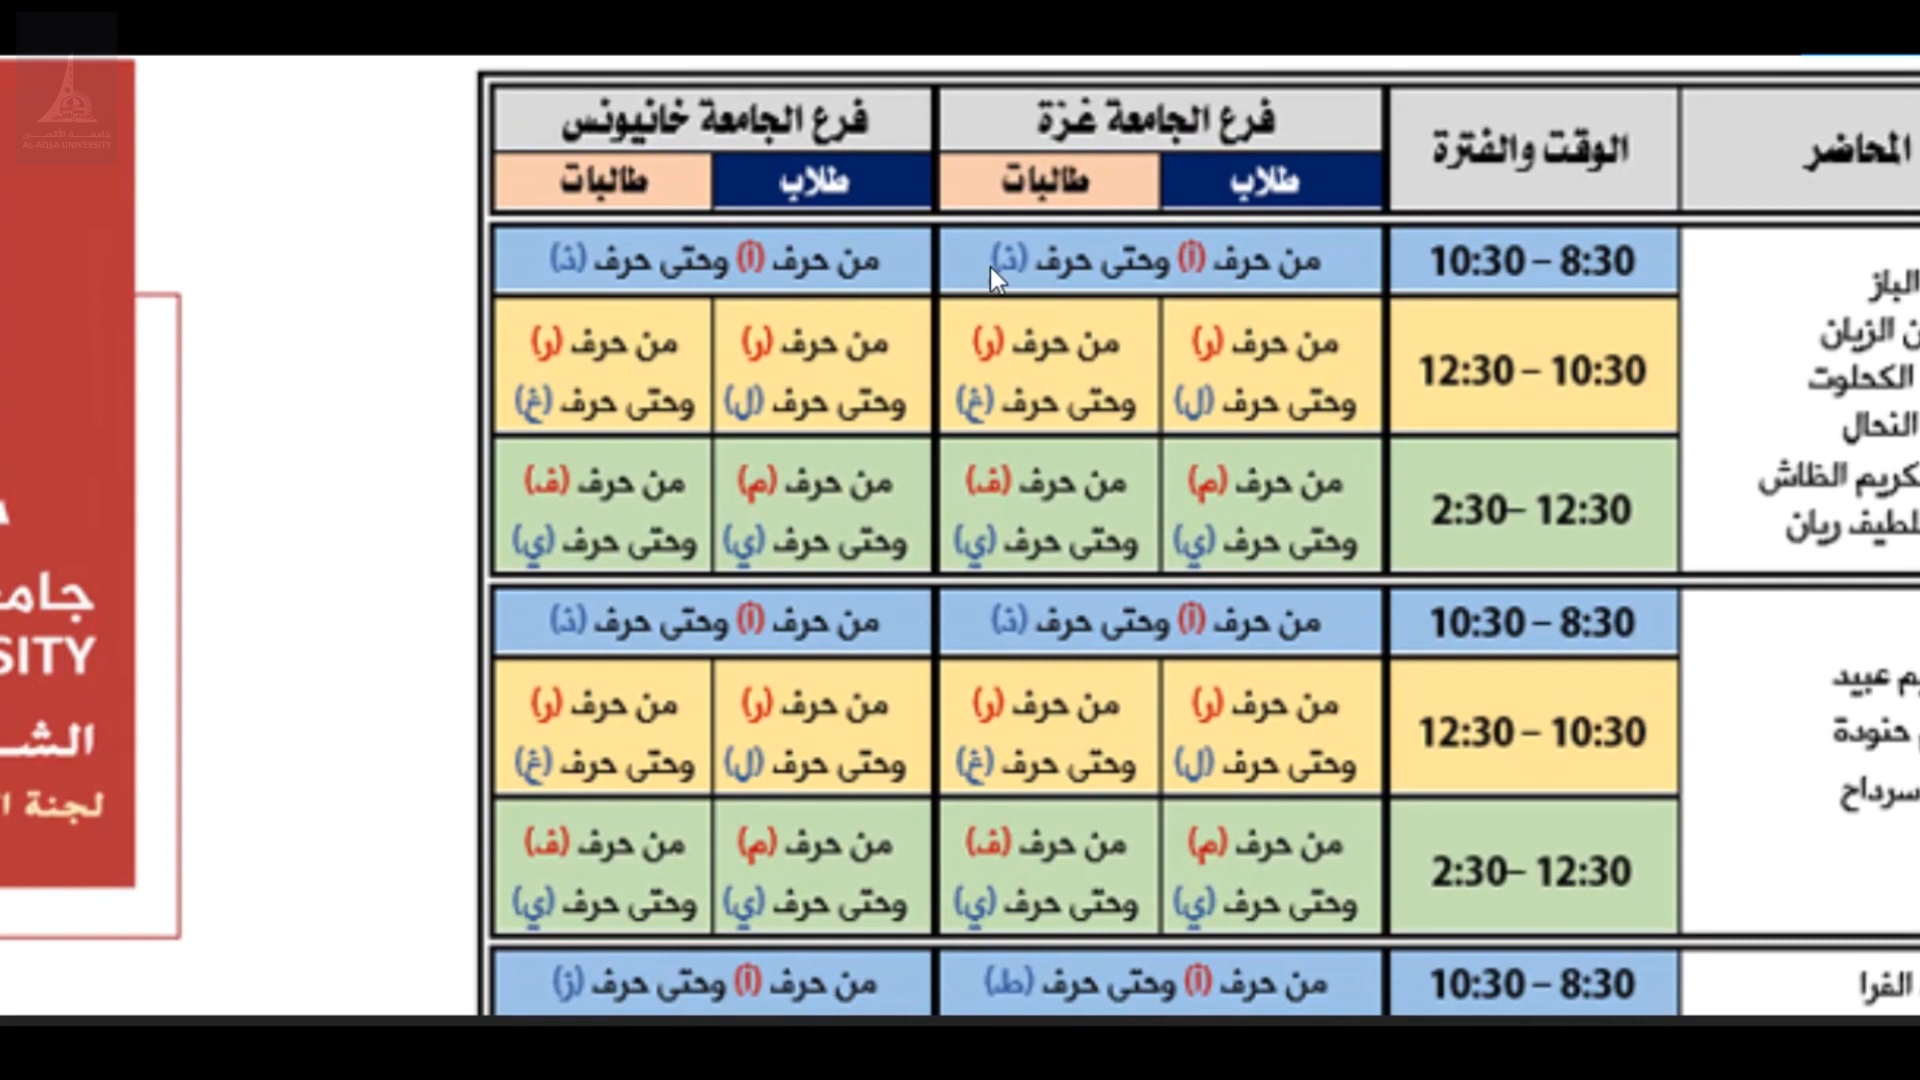 جامعة الأقصى
AL-AQSA UNIVERSITY
المحاضر
الوقت والفترة
فرع الجامعة غزة
فرع الجامعة خانيونس
طلاب
طالبات
طلاب
طالبات
الباز
ن الزيان
الكحلوت
النحال
كريم الظاش
لطيف ريان
8:30 – 10:30
من حرف (أ) وحتى حرف (ذ)
من حرف (أ) وحتى حرف (ذ)
10:30 – 12:30
من حرف (ر)
وحتى حرف (ل)
من حرف (ر)
وحتى حرف (غ)
من حرف (ر)
وحتى حرف (ل)
من حرف (ر)
وحتى حرف (غ)
12:30 –2:30
من حرف (م)
وحتى حرف (ي)
من حرف (ف)
وحتى حرف (ي)
من حرف (م)
وحتى حرف (ي)
من حرف (ف)
وحتى حرف (ي)
يم عبيد
حنودة
سرداح
8:30 – 10:30
من حرف (أ) وحتى حرف (ذ)
من حرف (أ) وحتى حرف (ذ)
10:30 – 12:30
من حرف (ر)
وحتى حرف (ل)
من حرف (ر)
وحتى حرف (غ)
من حرف (ر)
وحتى حرف (ل)
من حرف (ر)
وحتى حرف (غ)
12:30 –2:30
من حرف (م)
وحتى حرف (ي)
من حرف (ف)
وحتى حرف (ي)
من حرف (م)
وحتى حرف (ي)
من حرف (ف)
وحتى حرف (ي)
الفرا
8:30 – 10:30
من حرف (أ) وحتى حرف (ط)
من حرف (أ) وحتى حرف (ز)
جامع
SITY
الشـ
لجنة ا